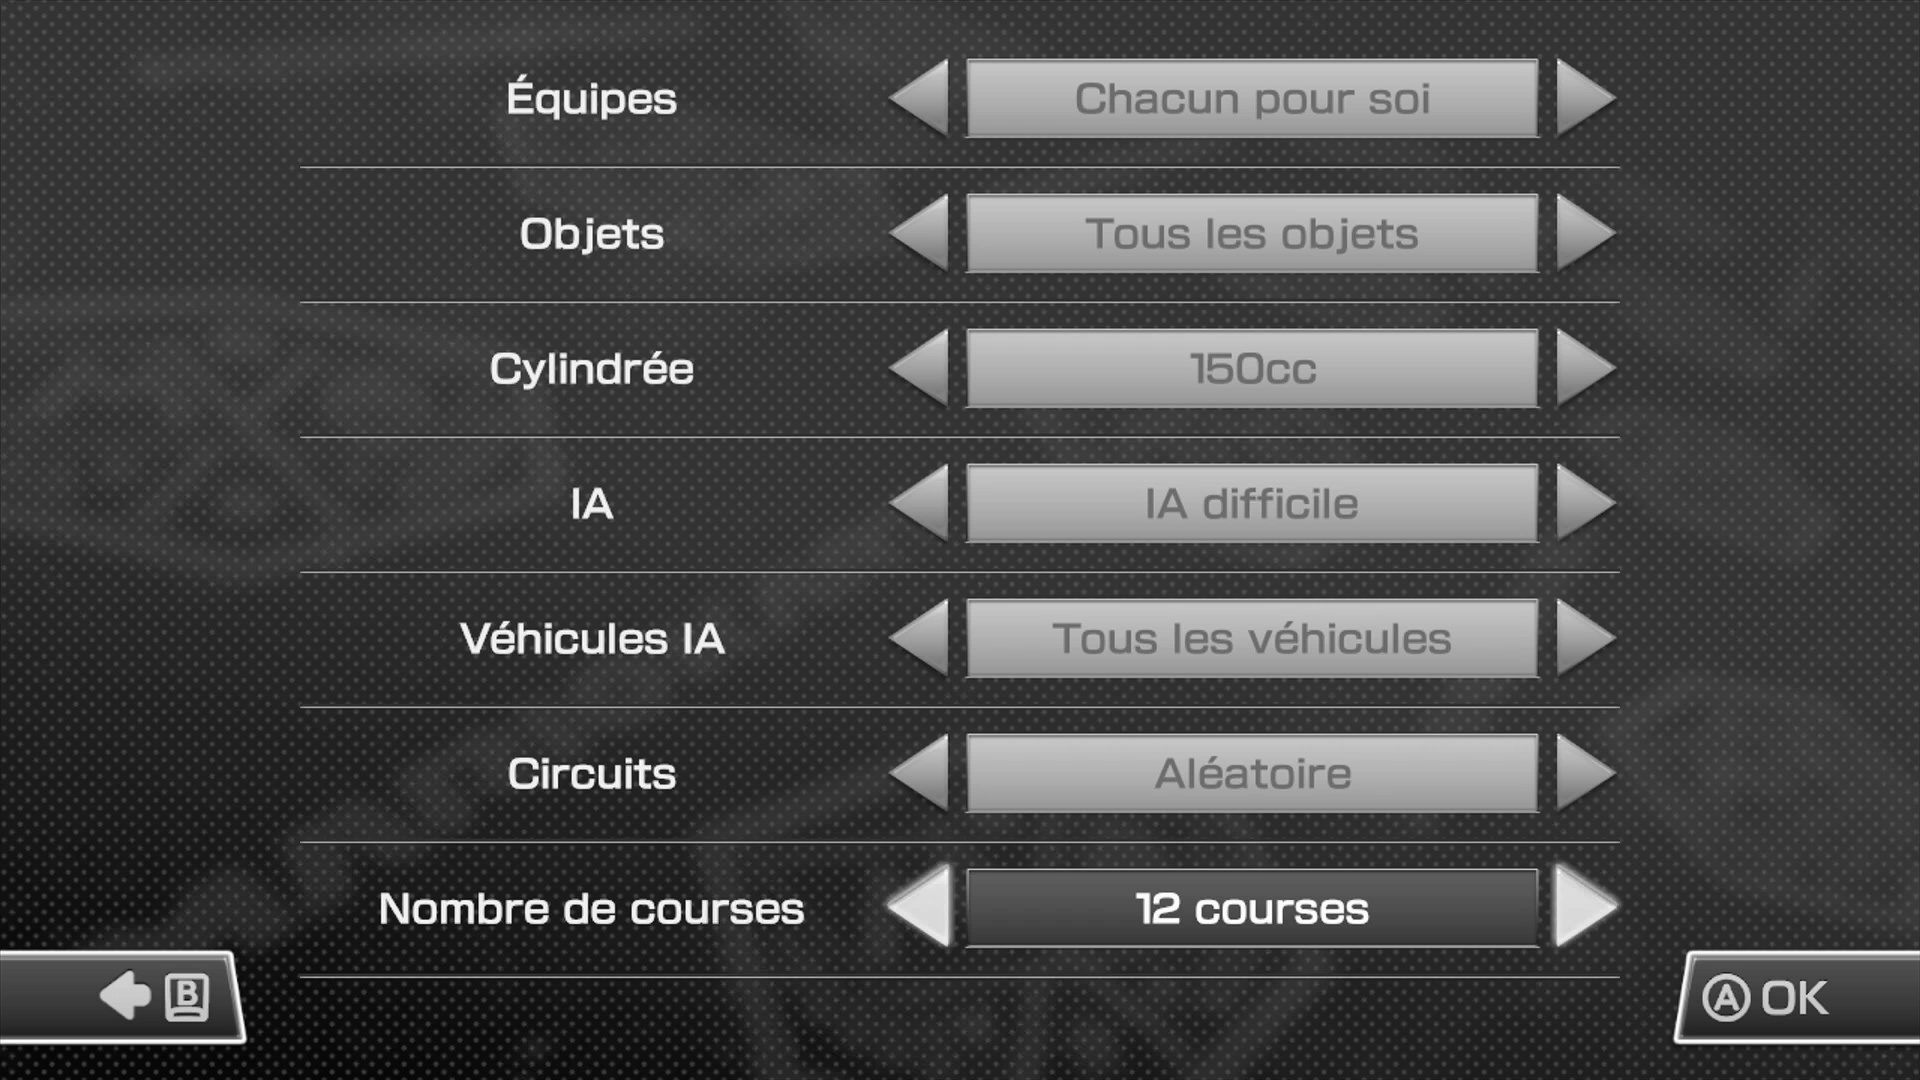 Équipes Chacun pour soi
Objets Tous les objets
Cylindrée 150cc
IA IA difficile
Véhicules IA Tous les véhicules
Circuits Aléatoire
Nombre de courses 12 courses
B A OK